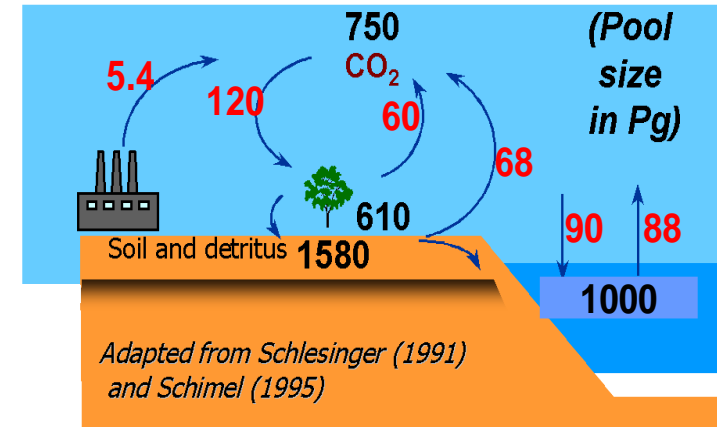 750
CO₂
(Pool
size
in Pg)
5.4
120
60
68
610
90
88
Soil and detritus 1580
1000
Adapted from Schlesinger (1991)
and Schimel (1995)